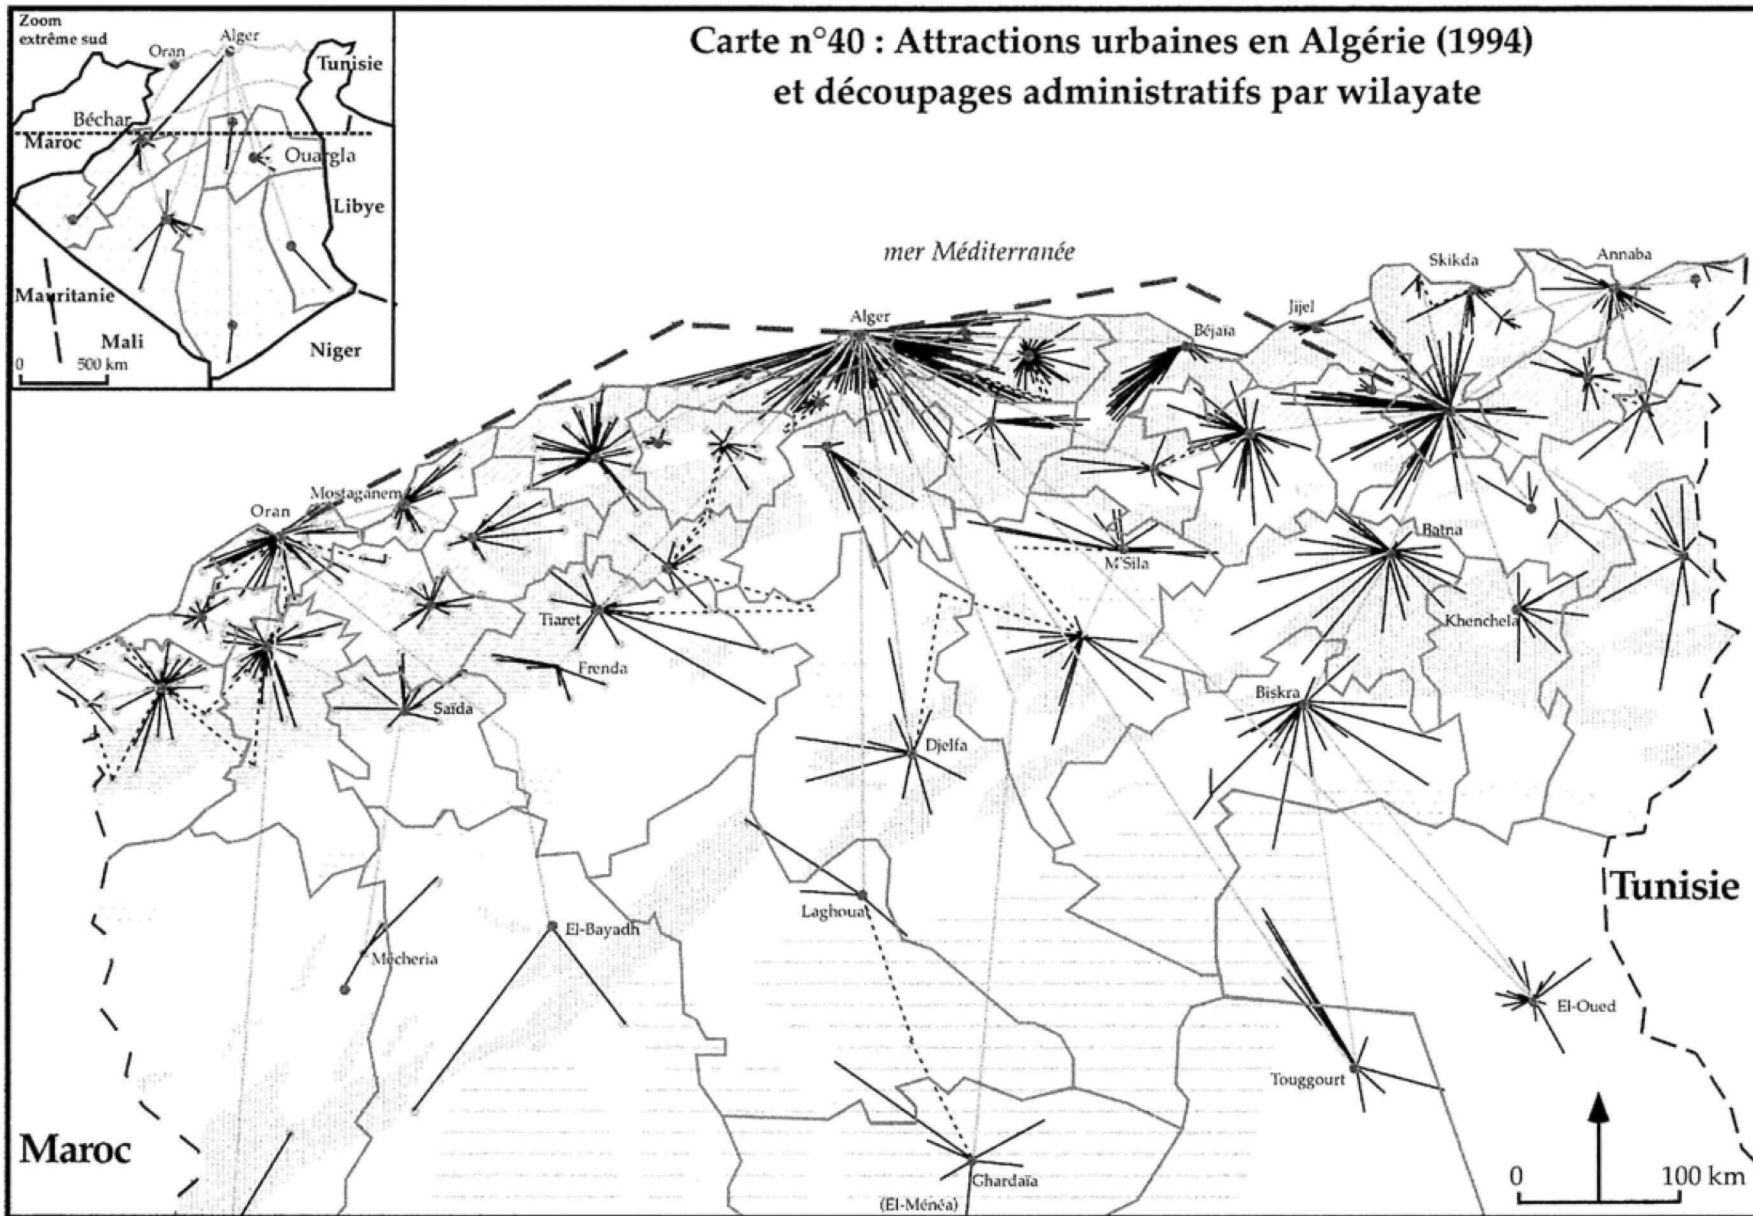 Carte n°40 : Attractions urbaines en Algérie (1994)
et découpages administratifs par wilayate
Zoom
extrême sud
Oran
Alger
Tunisie
Béchar
Maroc
Ouargla
Libye
Mauritanie
Mali
Niger
0 500 km
mer Méditerranée
Skikda
Annaba
Jijel
Alger
Béjaïa
Mostaganem
Oran
Batna
M'Sila
Tiaret
Khenchela
Frenda
Biskra
Saïda
Djelfa
Tunisie
Laghouat
El-Bayadh
Mécheria
El-Oued
Touggourt
Maroc
Ghardaïa
(El-Ménéa)
0 100 km